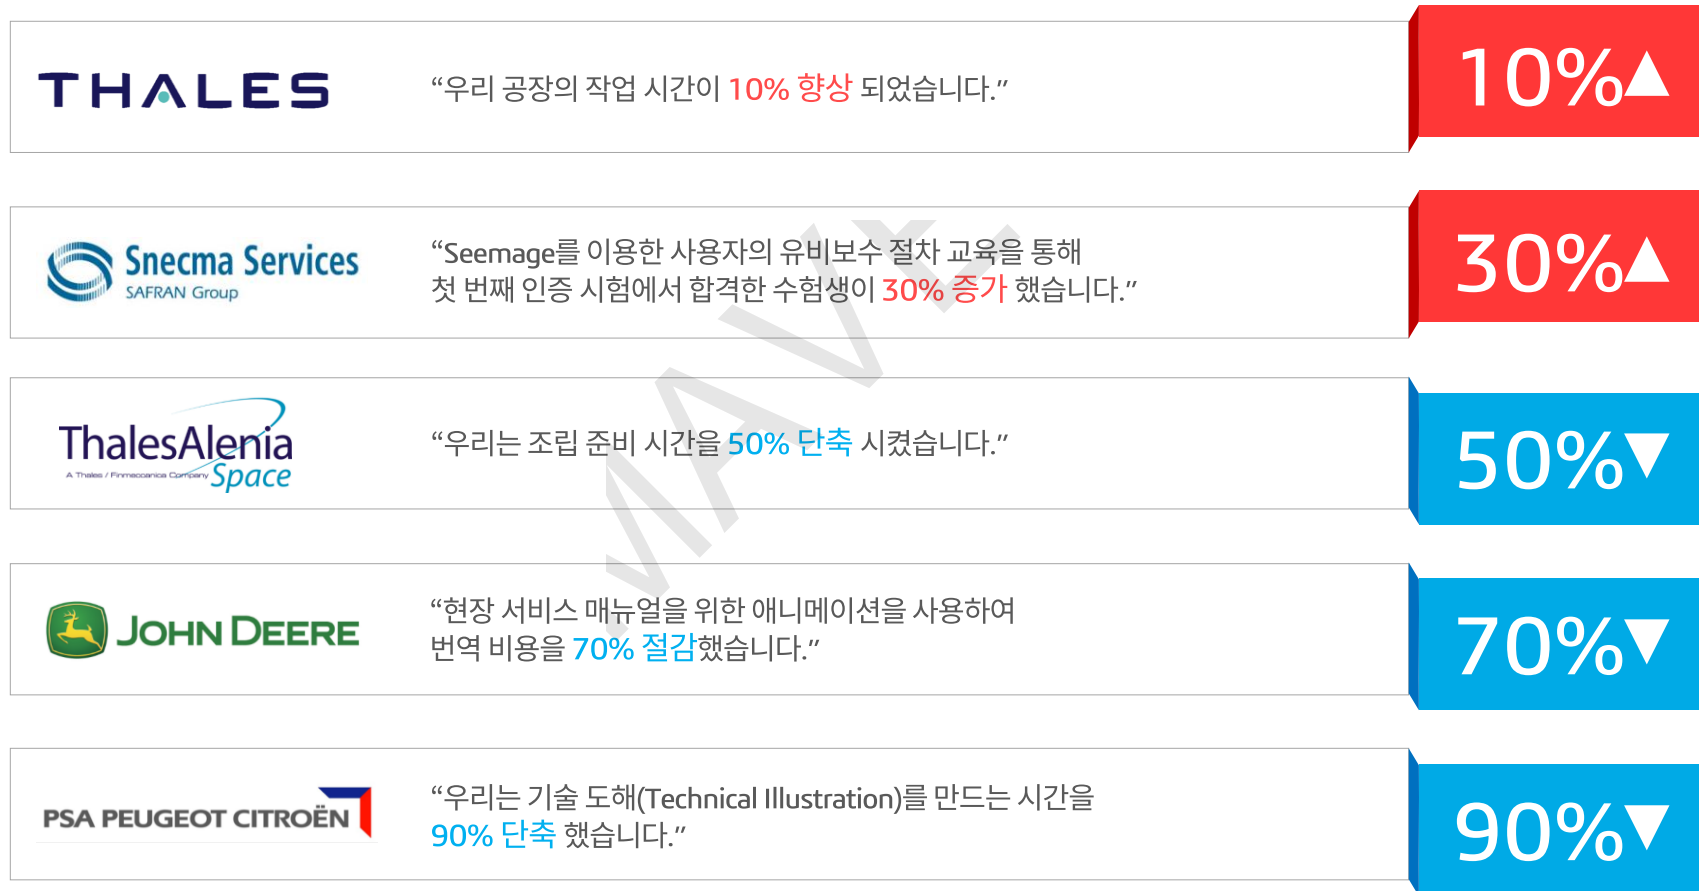 THALES
“우리 공장의 작업 시간이 10% 향상 되었습니다.”
10%▲
Snecma Services
SAFRAN Group
“Seemage를 이용한 사용자의 유비보수 절차 교육을 통해
첫 번째 인증 시험에서 합격한 수험생이 30% 증가 했습니다.”
30%▲
ThalesAlenia
A Thales / Finmeccanica Company Space
“우리는 조립 준비 시간을 50% 단축 시켰습니다.”
50%▼
JOHN DEERE
“현장 서비스 매뉴얼을 위한 애니메이션을 사용하여
번역 비용을 70% 절감했습니다.”
70%▼
PSA PEUGEOT CITROËN
“우리는 기술 도해(Technical Illustration)를 만드는 시간을
90% 단축 했습니다.”
90%▼